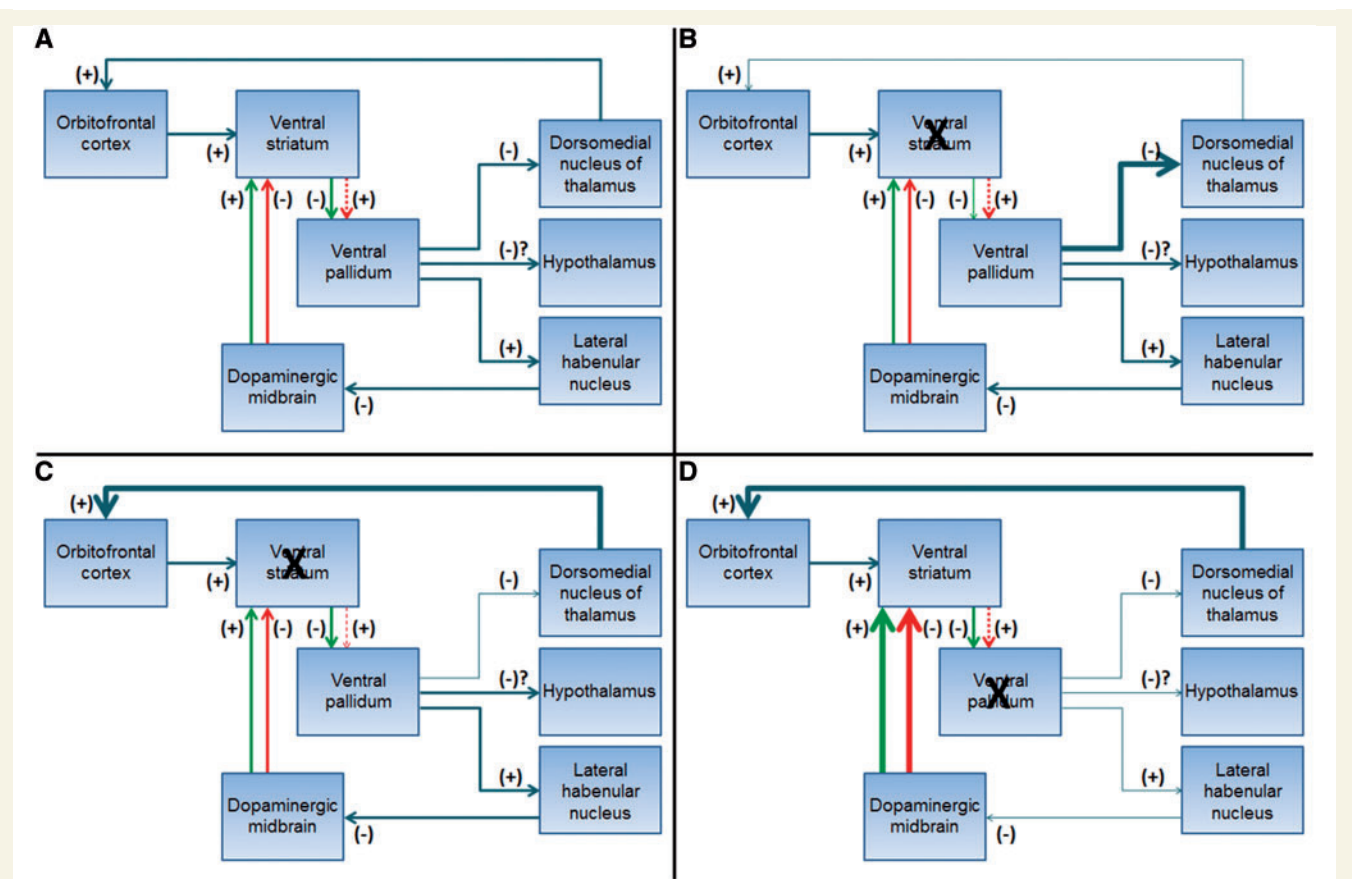 A
(+)
Orbitofrontal
cortex
(+)
Ventral
striatum
(-)
Dorsomedial
nucleus of
thalamus
(+)
(-)
(-)
(+)
Ventral
pallidum
(-)?
Hypothalamus
(+)
Lateral
habenular
nucleus
Dopaminergic
midbrain
(-)
B
(+)
Orbitofrontal
cortex
(+)
Ventral
striatum
X
(-)
Dorsomedial
nucleus of
thalamus
(+)
(-)
(-)
(+)
Ventral
pallidum
(-)?
Hypothalamus
(+)
Lateral
habenular
nucleus
Dopaminergic
midbrain
(-)
C
(+)
Orbitofrontal
cortex
(+)
Ventral
striatum
X
(-)
Dorsomedial
nucleus of
thalamus
(+)
(-)
(-)
(+)
Ventral
pallidum
(-)?
Hypothalamus
(+)
Lateral
habenular
nucleus
Dopaminergic
midbrain
(-)
D
(+)
Orbitofrontal
cortex
(+)
Ventral
striatum
(-)
Dorsomedial
nucleus of
thalamus
(+)
(-)
(-)
(+)
Ventral
pallidum
X
(-)?
Hypothalamus
(+)
Lateral
habenular
nucleus
Dopaminergic
midbrain
(-)